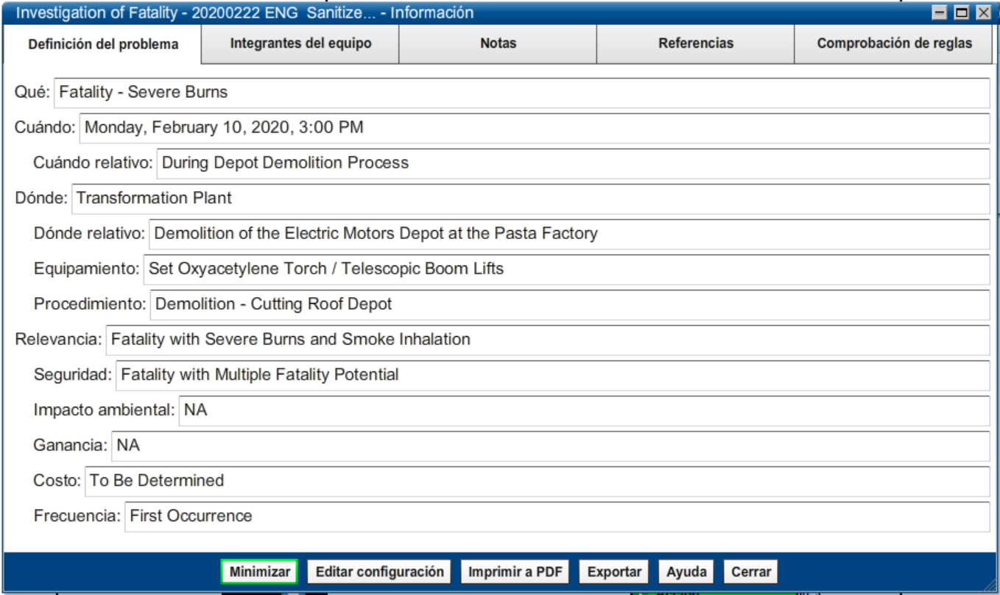 Investigation of Fatality - 20200222 ENG Sanitize... - Información
Definición del problema Integrantes del equipo Notas Referencias Comprobación de reglas
Qué: Fatality - Severe Burns
Cuándo: Monday, February 10, 2020, 3:00 PM
Cuándo relativo: During Depot Demolition Process
Dónde: Transformation Plant
Dónde relativo: Demolition of the Electric Motors Depot at the Pasta Factory
Equipamiento: Set Oxyacetylene Torch / Telescopic Boom Lifts
Procedimiento: Demolition - Cutting Roof Depot
Relevancia: Fatality with Severe Burns and Smoke Inhalation
Seguridad: Fatality with Multiple Fatality Potential
Impacto ambiental: NA
Ganancia: NA
Costo: To Be Determined
Frecuencia: First Occurrence
Minimizar Editar configuración Imprimir a PDF Exportar Ayuda Cerrar